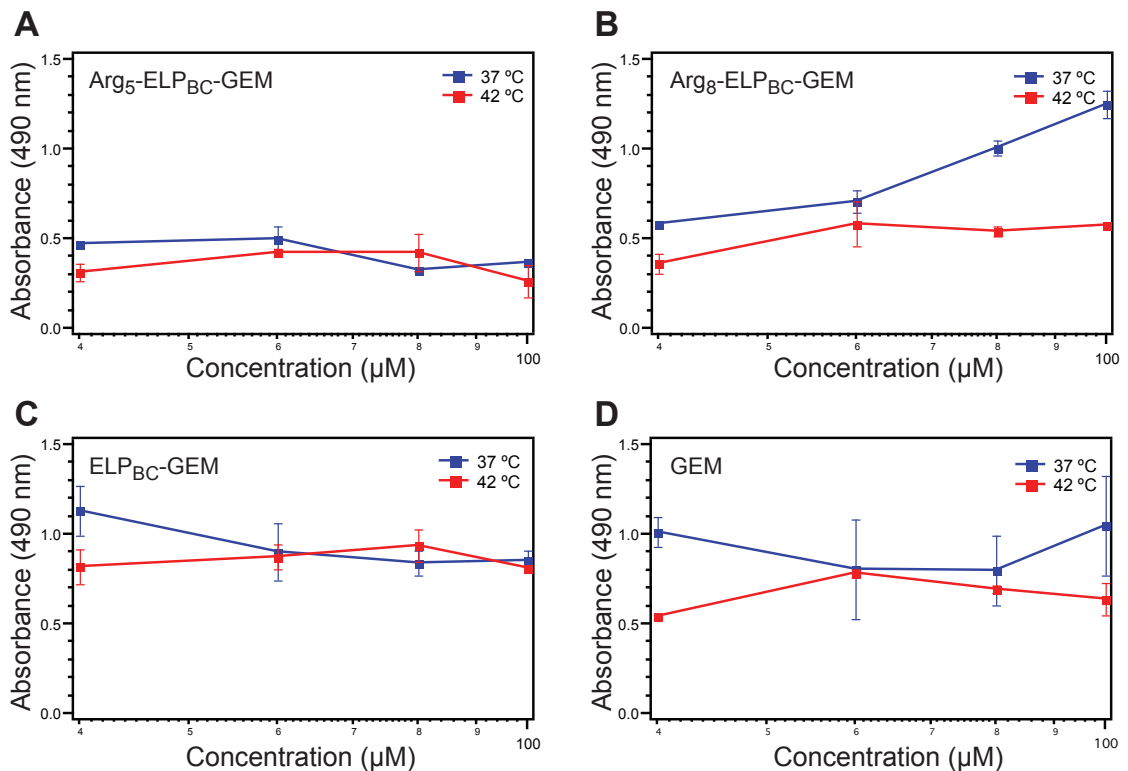 A
Arg5-ELPBC-GEM
37 ºC
42 ºC
1.5
1.0
0.5
0.0
Absorbance (490 nm)
4 5 6 7 8 9 100
Concentration (µM)
B
Arg8-ELPBC-GEM
37 ºC
42 ºC
1.5
1.0
0.5
0.0
Absorbance (490 nm)
4 5 6 7 8 9 100
Concentration (µM)
C
ELPBC-GEM
37 ºC
42 ºC
1.5
1.0
0.5
0.0
Absorbance (490 nm)
4 5 6 7 8 9 100
Concentration (µM)
D
GEM
37 ºC
42 ºC
1.5
1.0
0.5
0.0
Absorbance (490 nm)
4 5 6 7 8 9 100
Concentration (µM)